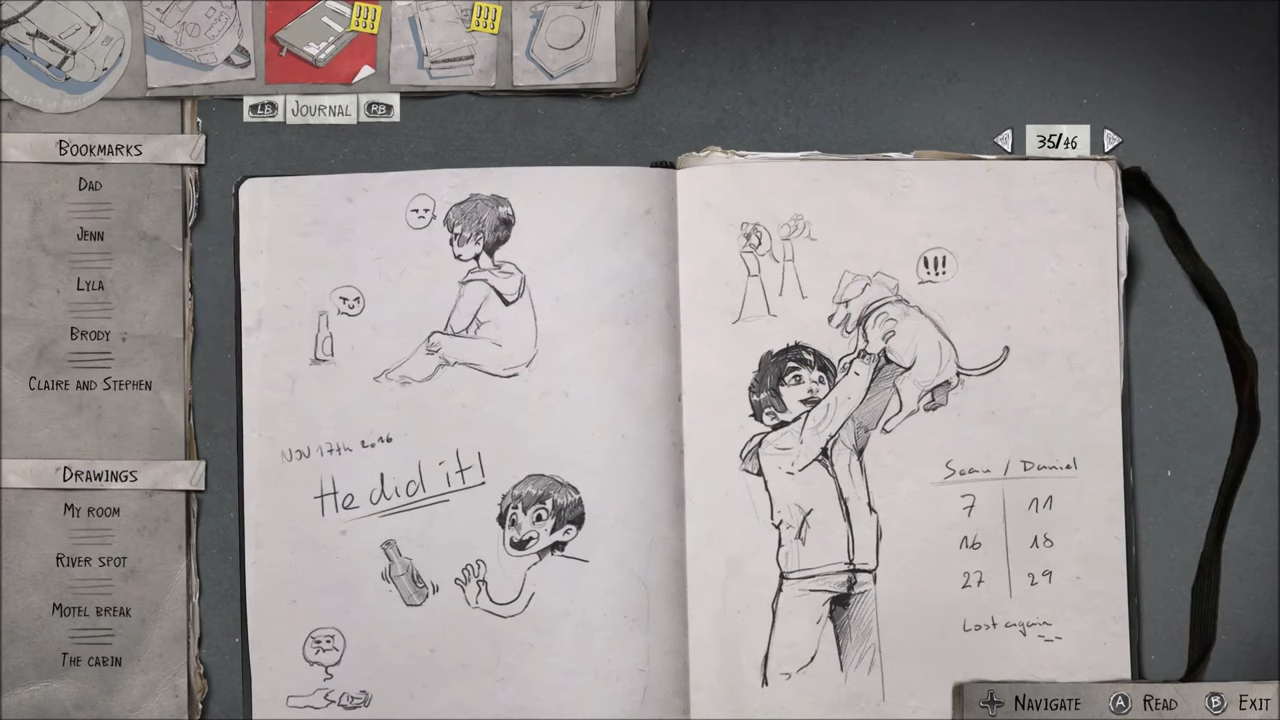 LB JOURNAL RB
BOOKMARKS
DAD
JENN
LYLA
BRODY
CLAIRE AND STEPHEN
DRAWINGS
MY ROOM
RIVER SPOT
MOTEL BREAK
THE CABIN
35/46
NOV 17th 2016
He did it!
!!!
Sean / Daniel
7 11
16 18
27 29
Lost again
NAVIGATE A READ B EXIT